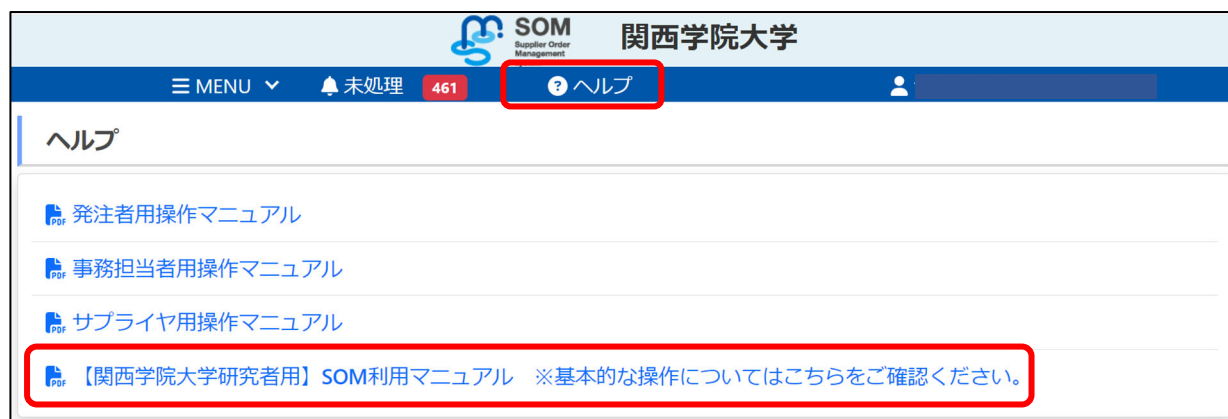 SOM
Supplier Order
Management
関西学院大学
MENU 未処理 461 ヘルプ
ヘルプ
PDF 発注者用操作マニュアル
PDF 事務担当者用操作マニュアル
PDF サプライヤ用操作マニュアル
PDF 【関西学院大学研究者用】SOM利用マニュアル ※基本的な操作についてはこちらをご確認ください。